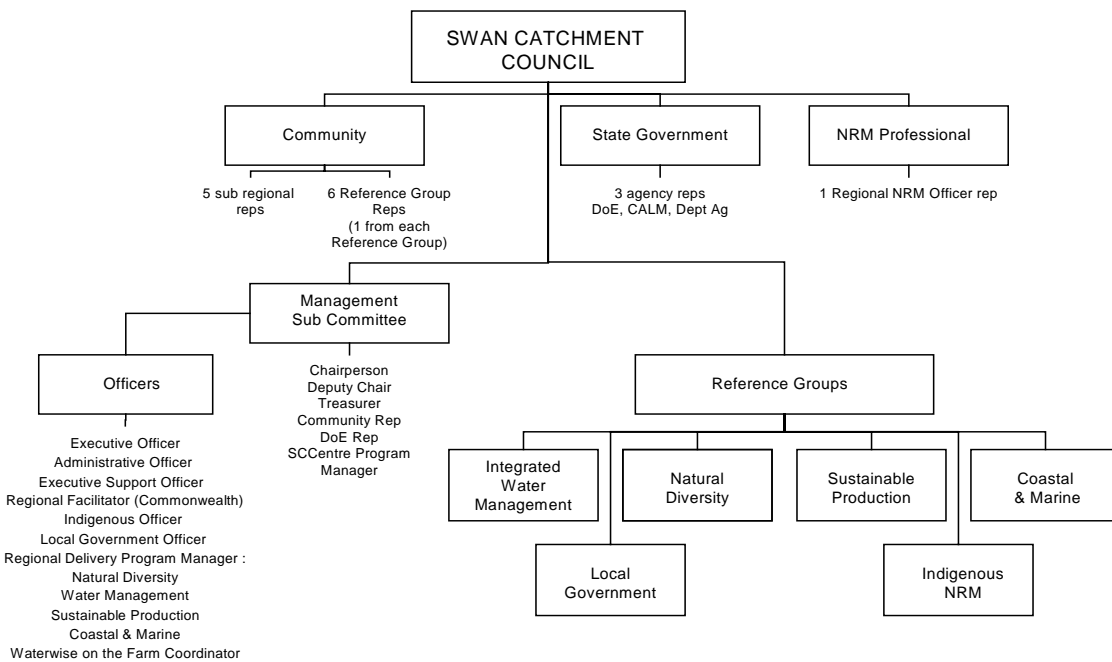 SWAN CATCHMENT
COUNCIL
Community
State Government
NRM Professional
5 sub regional
reps
6 Reference Group
Reps
(1 from each
Reference Group)
3 agency reps
DoE, CALM, Dept Ag
1 Regional NRM Officer rep
Management
Sub Committee
Chairperson
Deputy Chair
Treasurer
Community Rep
DoE Rep
SCCentre Program
Manager
Officers
Executive Officer
Administrative Officer
Executive Support Officer
Regional Facilitator (Commonwealth)
Indigenous Officer
Local Government Officer
Regional Delivery Program Manager :
Natural Diversity
Water Management
Sustainable Production
Coastal & Marine
Waterwise on the Farm Coordinator
Reference Groups
Integrated
Water
Management
Natural
Diversity
Sustainable
Production
Coastal
& Marine
Local
Government
Indigenous
NRM